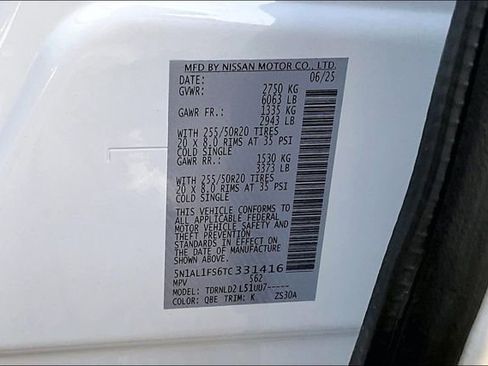 MFD BY NISSAN MOTOR CO., LTD.
DATE: 06/25
GVWR: 2750 KG
6063 LB
GAWR FR.: 1335 KG
2943 LB
WITH 255/50R20 TIRES
20 X 8.0 RIMS AT 35 PSI
COLD SINGLE
GAWR RR.: 1530 KG
3373 LB
WITH 255/50R20 TIRES
20 X 8.0 RIMS AT 35 PSI
COLD SINGLE
THIS VEHICLE CONFORMS TO
ALL APPLICABLE FEDERAL
MOTOR VEHICLE SAFETY
STANDARDS IN EFFECT ON
THE DATE OF MANUFACTURE
SHOWN ABOVE.
5N1AL1FS6TC331416
MPV 562
MODEL: TDRNLD2L51UU7-----
COLOR: QBE TRIM: K ZS30A